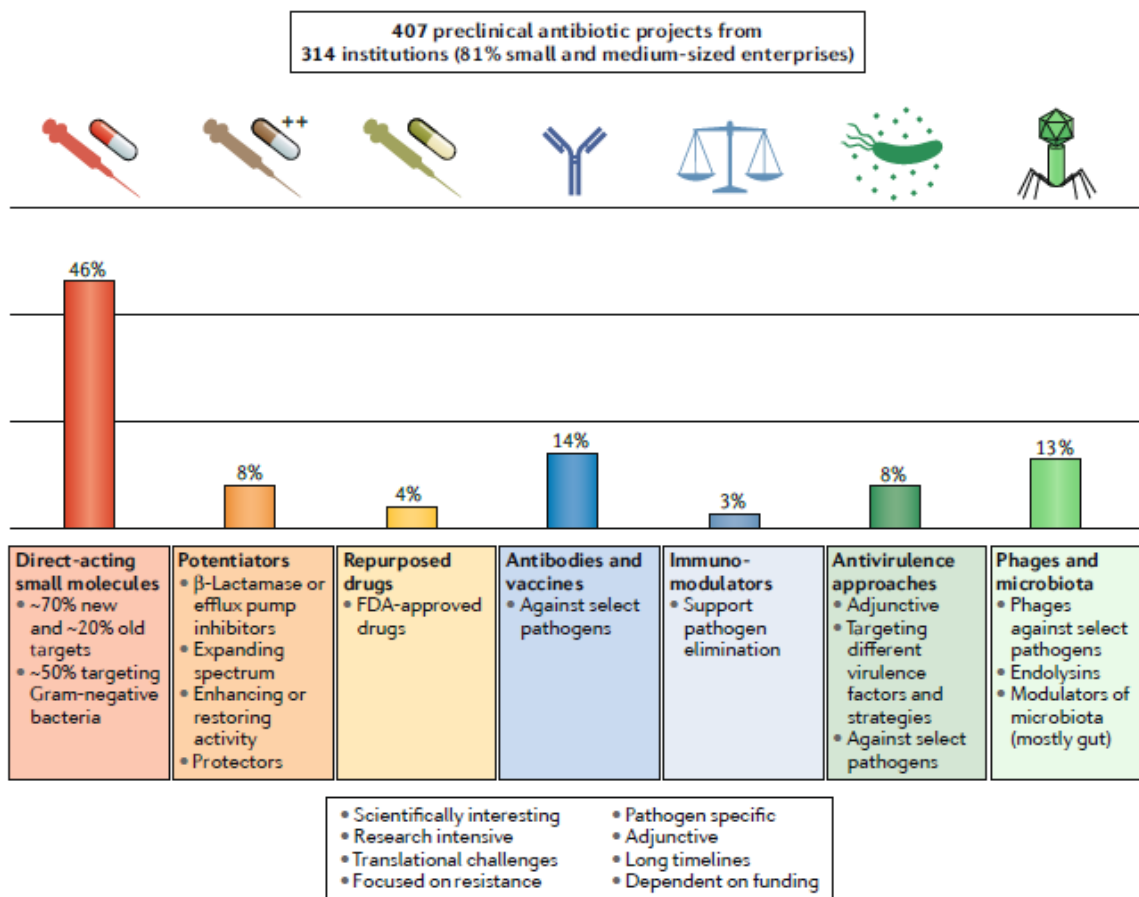 407 preclinical antibiotic projects from
314 institutions (81% small and medium-sized enterprises)
++
46%
8%
4%
14%
3%
8%
13%
Direct-acting
small molecules
• ~70% new
and ~20% old
targets
• ~50% targeting
Gram-negative
bacteria
Potentiators
• β-Lactamase or
efflux pump
inhibitors
• Expanding
spectrum
• Enhancing or
restoring
activity
• Protectors
Repurposed
drugs
• FDA-approved
drugs
Antibodies and
vaccines
• Against select
pathogens
Immuno-
modulators
• Support
pathogen
elimination
Antivirulence
approaches
• Adjunctive
• Targeting
different
virulence
factors and
strategies
• Against select
pathogens
Phages and
microbiota
• Phages
against select
pathogens
• Endolysins
• Modulators of
microbiota
(mostly gut)
• Scientifically interesting
• Research intensive
• Translational challenges
• Focused on resistance
• Pathogen specific
• Adjunctive
• Long timelines
• Dependent on funding